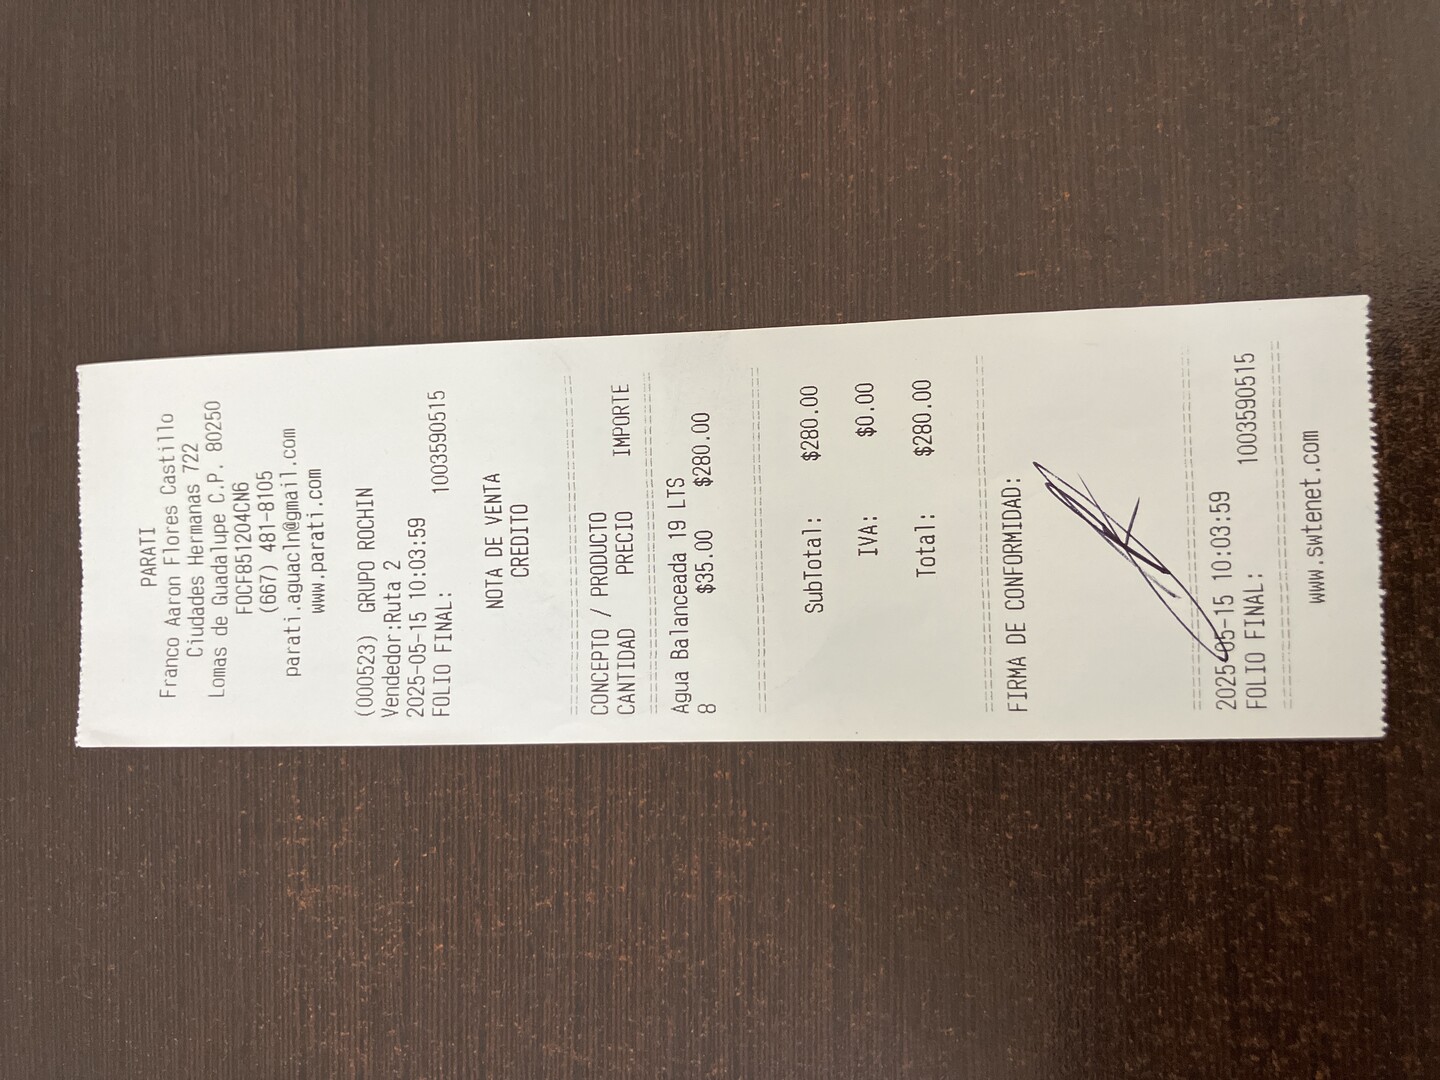 PARATI
Franco Aaron Flores Castillo
Ciudades Hermanas 722
Lomas de Guadalupe C.P. 80250
FOCF851204CN6
(667) 481-8105
parati.aguacln@gmail.com
www.parati.com
(000523) GRUPO ROCHIN
Vendedor:Ruta 2
2025-05-15 10:03:59
FOLIO FINAL: 1003590515
NOTA DE VENTA
CREDITO
CONCEPTO / PRODUCTO
CANTIDAD PRECIO IMPORTE
Agua Balanceada 19 LTS
8 $35.00 $280.00
SubTotal: $280.00
IVA: $0.00
Total: $280.00
FIRMA DE CONFORMIDAD:
2025-05-15 10:03:59
FOLIO FINAL: 1003590515
www.swtenet.com